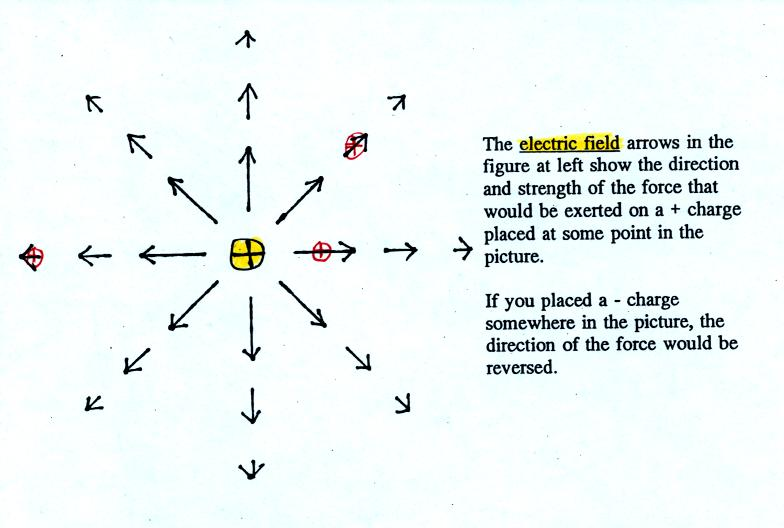 The electric field arrows in the
figure at left show the direction
and strength of the force that
would be exerted on a + charge
placed at some point in the
picture.
If you placed a - charge
somewhere in the picture, the
direction of the force would be
reversed.